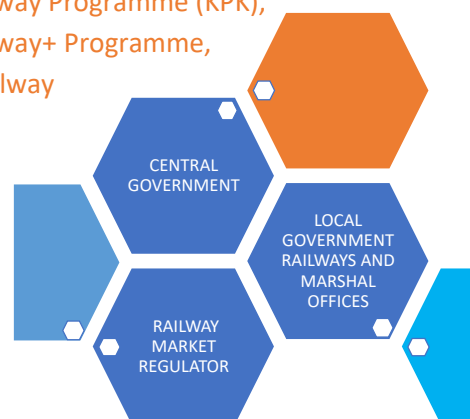 way Programme (KPK),
way+ Programme,
lway
CENTRAL
GOVERNMENT
LOCAL
GOVERNMENT
RAILWAYS AND
MARSHAL
OFFICES
RAILWAY
MARKET
REGULATOR